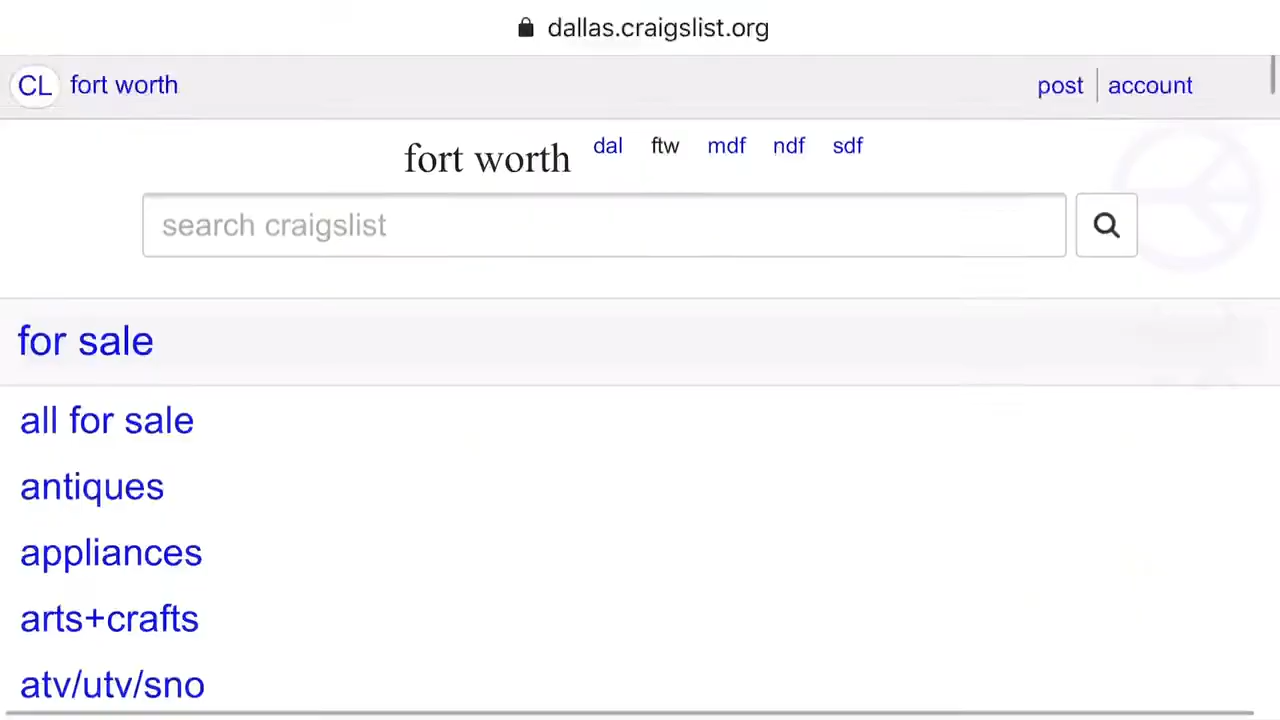 dallas.craigslist.org
CL fort worth post account
fort worth dal ftw mdf ndf sdf
search craigslist
for sale
all for sale
antiques
appliances
arts+crafts
atv/utv/sno